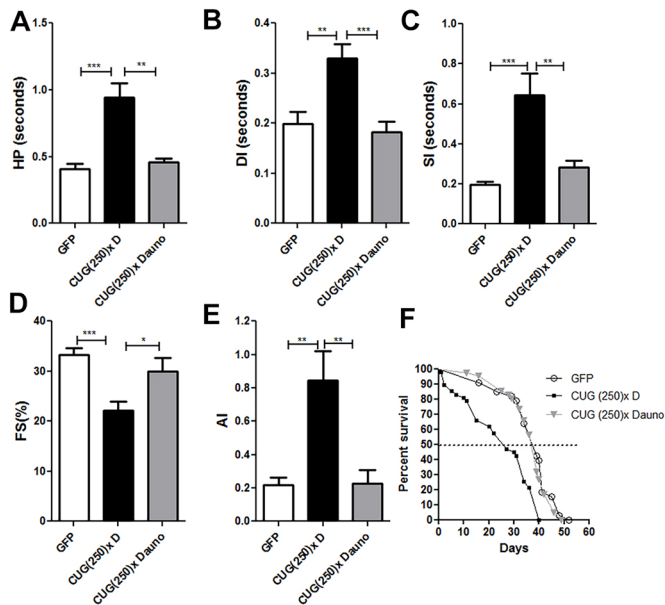 A
HP (seconds)
1.5
1.0
0.5
0.0
***
**
GFP
CUG(250)x D
CUG(250)x Dauno
B
DI (seconds)
0.4
0.2
0.0
**
***
GFP
CUG(250)x D
CUG(250)x Dauno
C
SI (seconds)
1.0
0.8
0.6
0.4
0.2
0.0
***
**
GFP
CUG(250)x D
CUG(250)x Dauno
D
FS(%)
40
30
20
10
0
***
*
GFP
CUG(250)x D
CUG(250)x Dauno
E
AI
1.2
1.0
0.8
0.6
0.4
0.2
0.0
**
**
GFP
CUG(250)x D
CUG(250)x Dauno
F
Percent survival
100
90
80
70
60
50
40
30
20
10
0
0 10 20 30 40 50 60
Days
GFP
CUG (250)x D
CUG (250)x Dauno